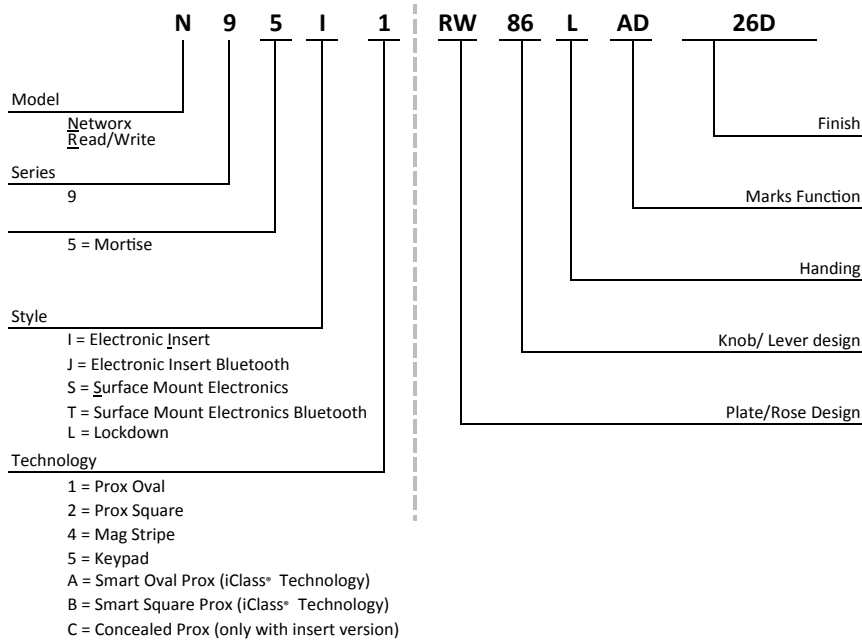 N 9 5 I 1 RW 86 L AD 26D
Model
Networx
Read/Write
Series
9
5 = Mortise
Style
I = Electronic Insert
J = Electronic Insert Bluetooth
S = Surface Mount Electronics
T = Surface Mount Electronics Bluetooth
L = Lockdown
Technology
1 = Prox Oval
2 = Prox Square
4 = Mag Stripe
5 = Keypad
A = Smart Oval Prox (iClass® Technology)
B = Smart Square Prox (iClass® Technology)
C = Concealed Prox (only with insert version)
Finish
Marks Function
Handing
Knob/ Lever design
Plate/Rose Design